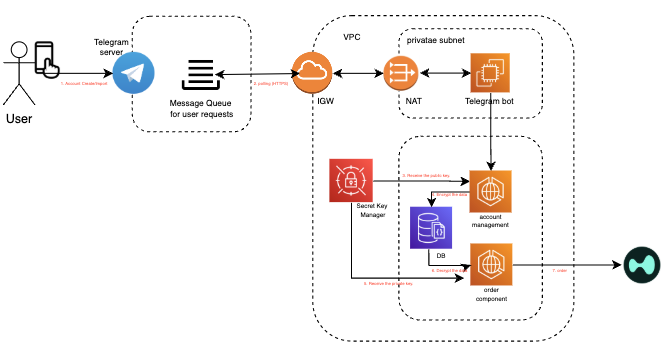 VPC
privatae subnet
Telegram
server
1. Account Create/Import
2. polling (HTTPS)
Message Queue
for user requests
IGW
NAT
Telegram bot
User
3. Receive the public key
Secret Key
Manager
4. Encrypt the data
account
management
DB
6. Decrypt the data
7. order
5. Receive the private key
order
component